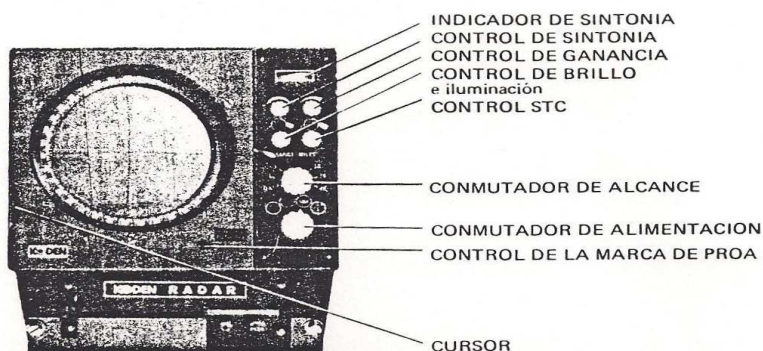 INDICADOR DE SINTONIA
CONTROL DE SINTONIA
CONTROL DE GANANCIA
CONTROL DE BRILLO
e iluminación
CONTROL STC
CONMUTADOR DE ALCANCE
CONMUTADOR DE ALIMENTACION
CONTROL DE LA MARCA DE PROA
KODEN RADAR
CURSOR